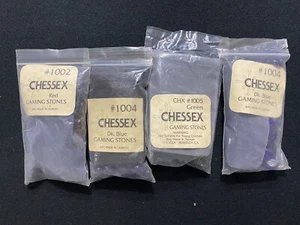 #1002
CHESSEX
Red
GAMING STONES
#1004
CHESSEX
Dk. Blue
GAMING STONES
CHX #1005
Green
CHESSEX
GAMING STONES
#1004
CHESSEX
Dk. Blue
GAMING STONES